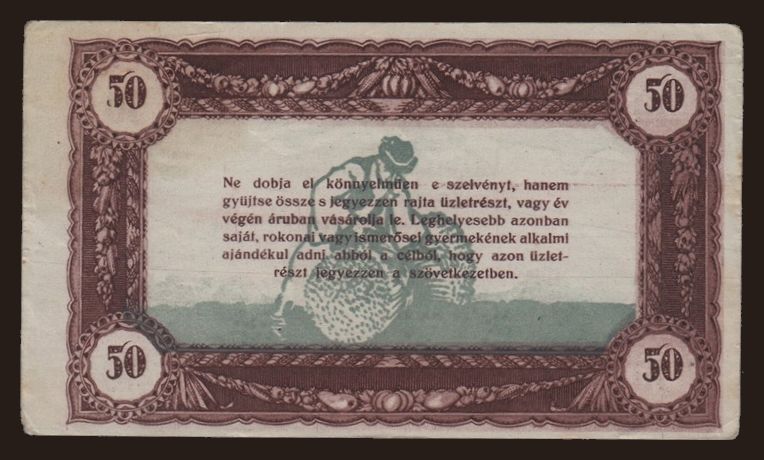 50 50
Ne dobja el könnyelmüen e szelvényt, hanem
gyüjtse össze s jegyezzen rajta üzletrészt, vagy év
végén áruban vásárolja le. Leghelyesebb azonban
saját, rokonai vagy ismerősei gyermekének alkalmi
ajándékul adni abból a célból, hogy azon üzlet-
részt jegyezzen a szövetkezetben.
50 50